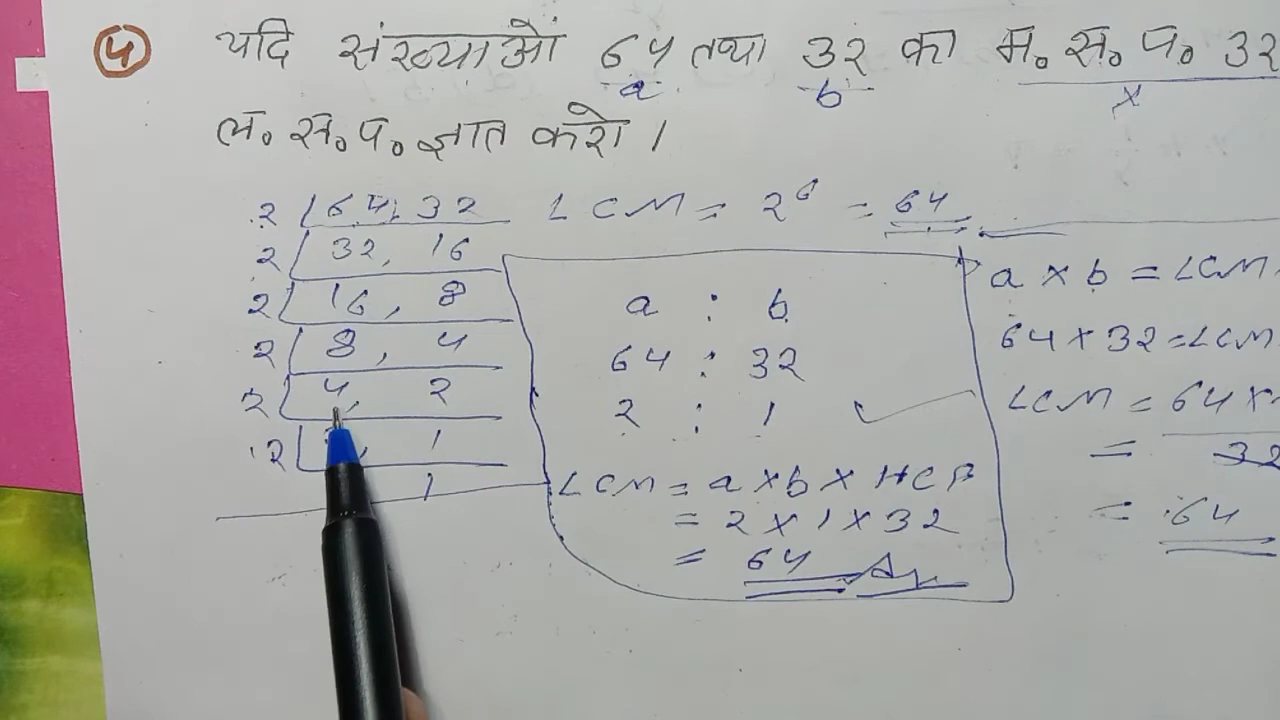 ५ यदि संख्याओं 64 तथा 32 का म. स. प. 32
a b x
ल. स. प. ज्ञात करो ।
2 64, 32 LCM = 2⁶ = 64
2 32, 16
2 16, 8
2 8, 4
2 4, 2
2 , 1
1
a : b
64 : 32
2 : 1
LCM = a x b x HCF
= 2 x 1 x 32
= 64 Ans
a x b = LCM
64 x 32 = LCM
LCM = 64 x
= 32
= 64